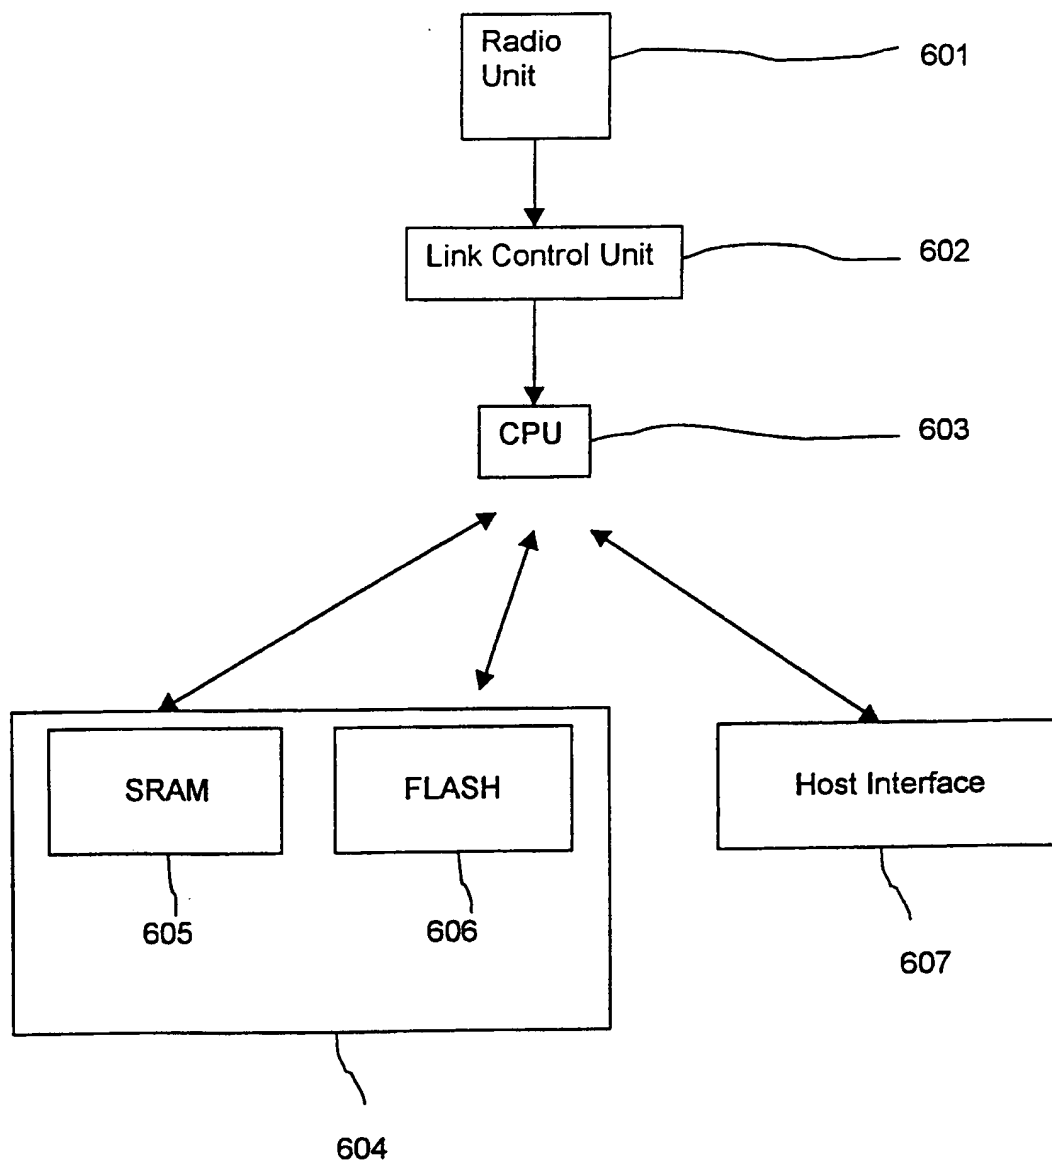 Radio
Unit
601
Link Control Unit
602
CPU
603
SRAM
FLASH
Host Interface
605
606
607
604